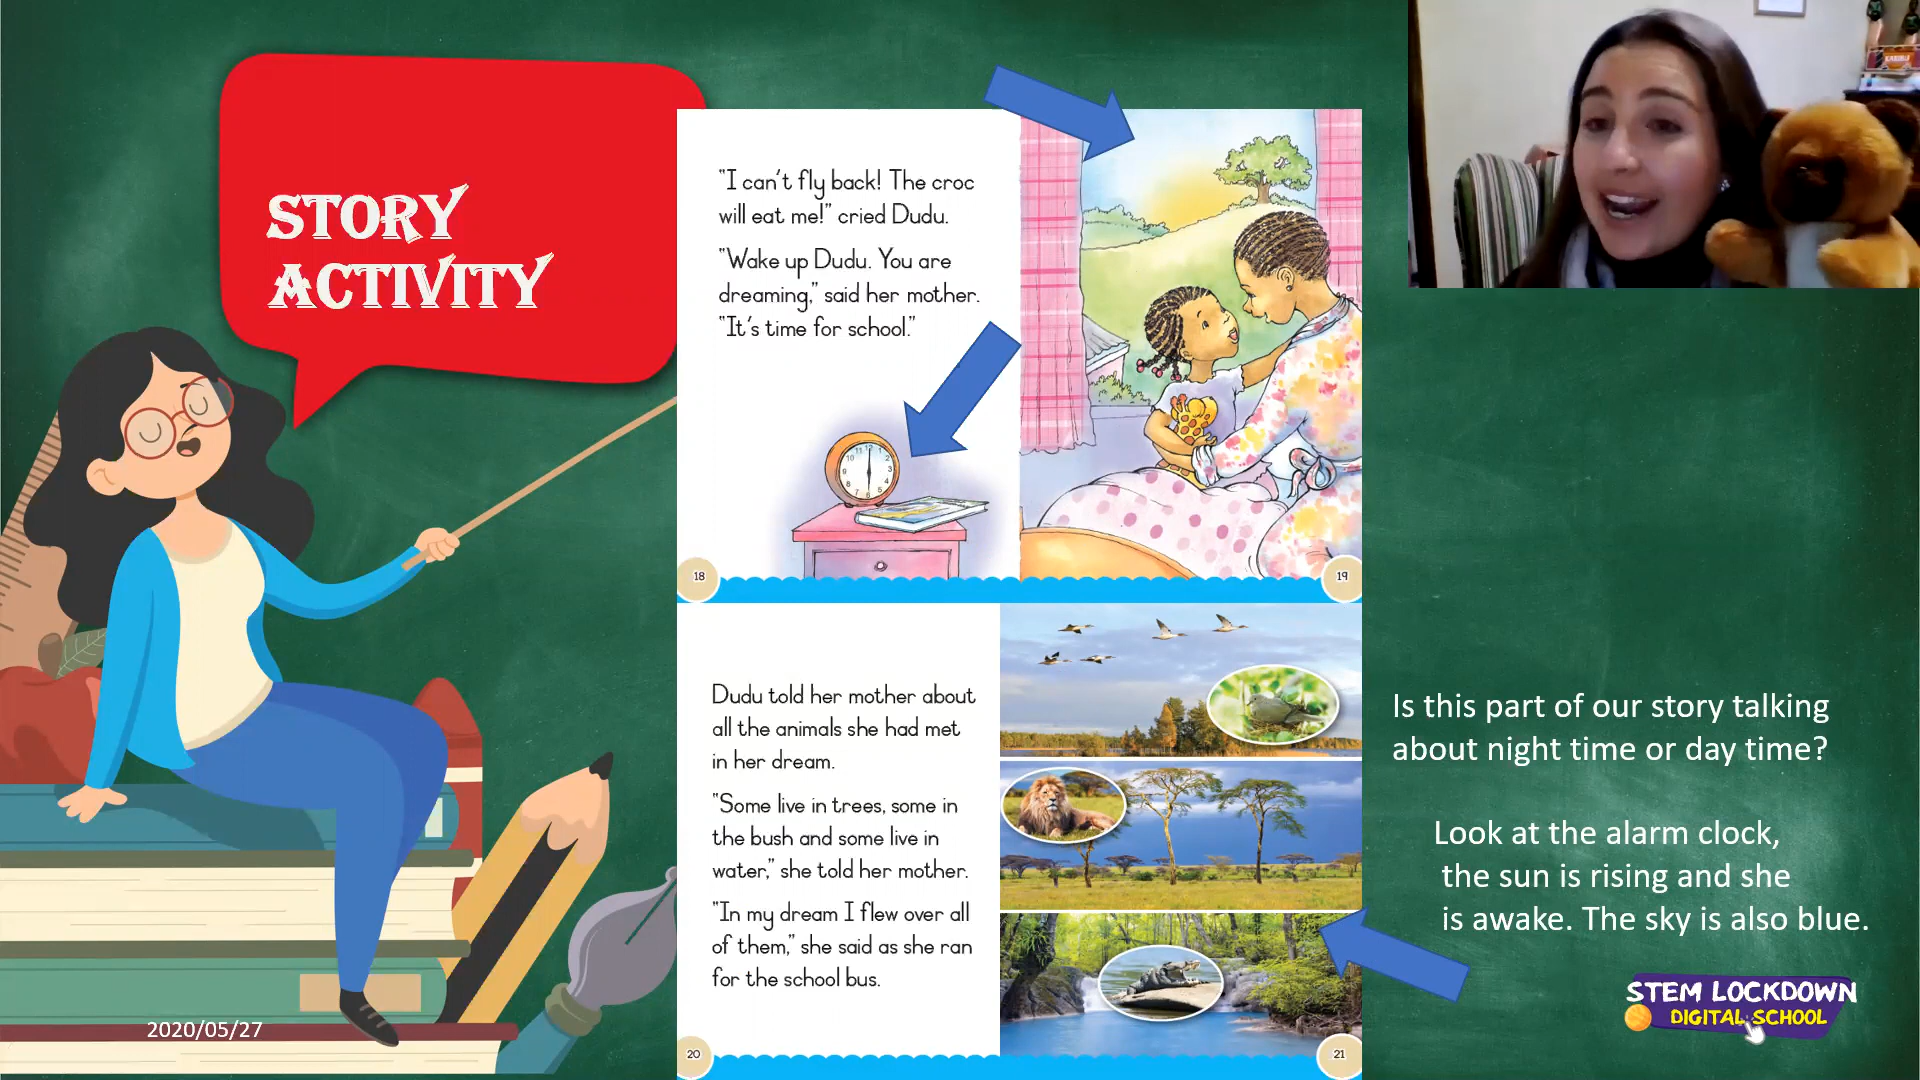 STORY
ACTIVITY
"I can't fly back! The croc
will eat me!" cried Dudu.
"Wake up Dudu. You are
dreaming," said her mother.
"It's time for school."
18
19
Dudu told her mother about
all the animals she had met
in her dream.
"Some live in trees, some in
the bush and some live in
water," she told her mother.
"In my dream I flew over all
of them," she said as she ran
for the school bus.
20
21
Is this part of our story talking
about night time or day time?
Look at the alarm clock,
the sun is rising and she
is awake. The sky is also blue.
STEM LOCKDOWN
DIGITAL SCHOOL
2020/05/27